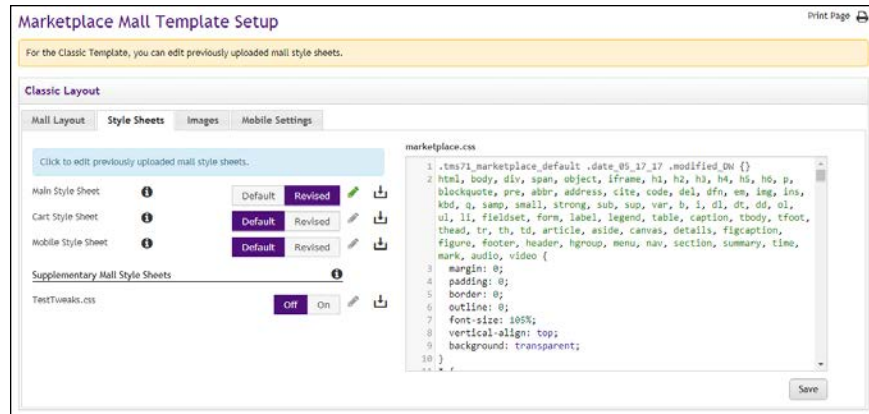 Marketplace Mall Template Setup
Print Page
For the Classic Template, you can edit previously uploaded mall style sheets.
Classic Layout
Mall Layout Style Sheets Images Mobile Settings
Click to edit previously uploaded mall style sheets.
Main Style Sheet Default Revised
Cart Style Sheet Default Revised
Mobile Style Sheet Default Revised
Supplementary Mall Style Sheets
TestTweaks.css Off On
marketplace.css
1 .tms71_marketplace_default .date_05_17_17 .modified_DW {}
2 html, body, div, span, object, iframe, h1, h2, h3, h4, h5, h6, p,
blockquote, pre, abbr, address, cite, code, del, dfn, em, img, ins,
kbd, q, samp, small, strong, sub, sup, var, b, i, dl, dt, dd, ol,
ul, li, fieldset, form, label, legend, table, caption, tbody, tfoot,
thead, tr, th, td, article, aside, canvas, details, figcaption,
figure, footer, header, hgroup, menu, nav, section, summary, time,
mark, audio, video {
3 margin: 0;
4 padding: 0;
5 border: 0;
6 outline: 0;
7 font-size: 105%;
8 vertical-align: top;
9 background: transparent;
10 }
Save